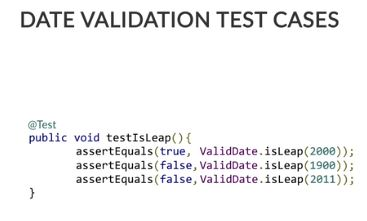 DATE VALIDATION TEST CASES
@Test
public void testIsLeap(){
assertEquals(true, ValidDate.isLeap(2000));
assertEquals(false,ValidDate.isLeap(1900));
assertEquals(false,ValidDate.isLeap(2011));
}